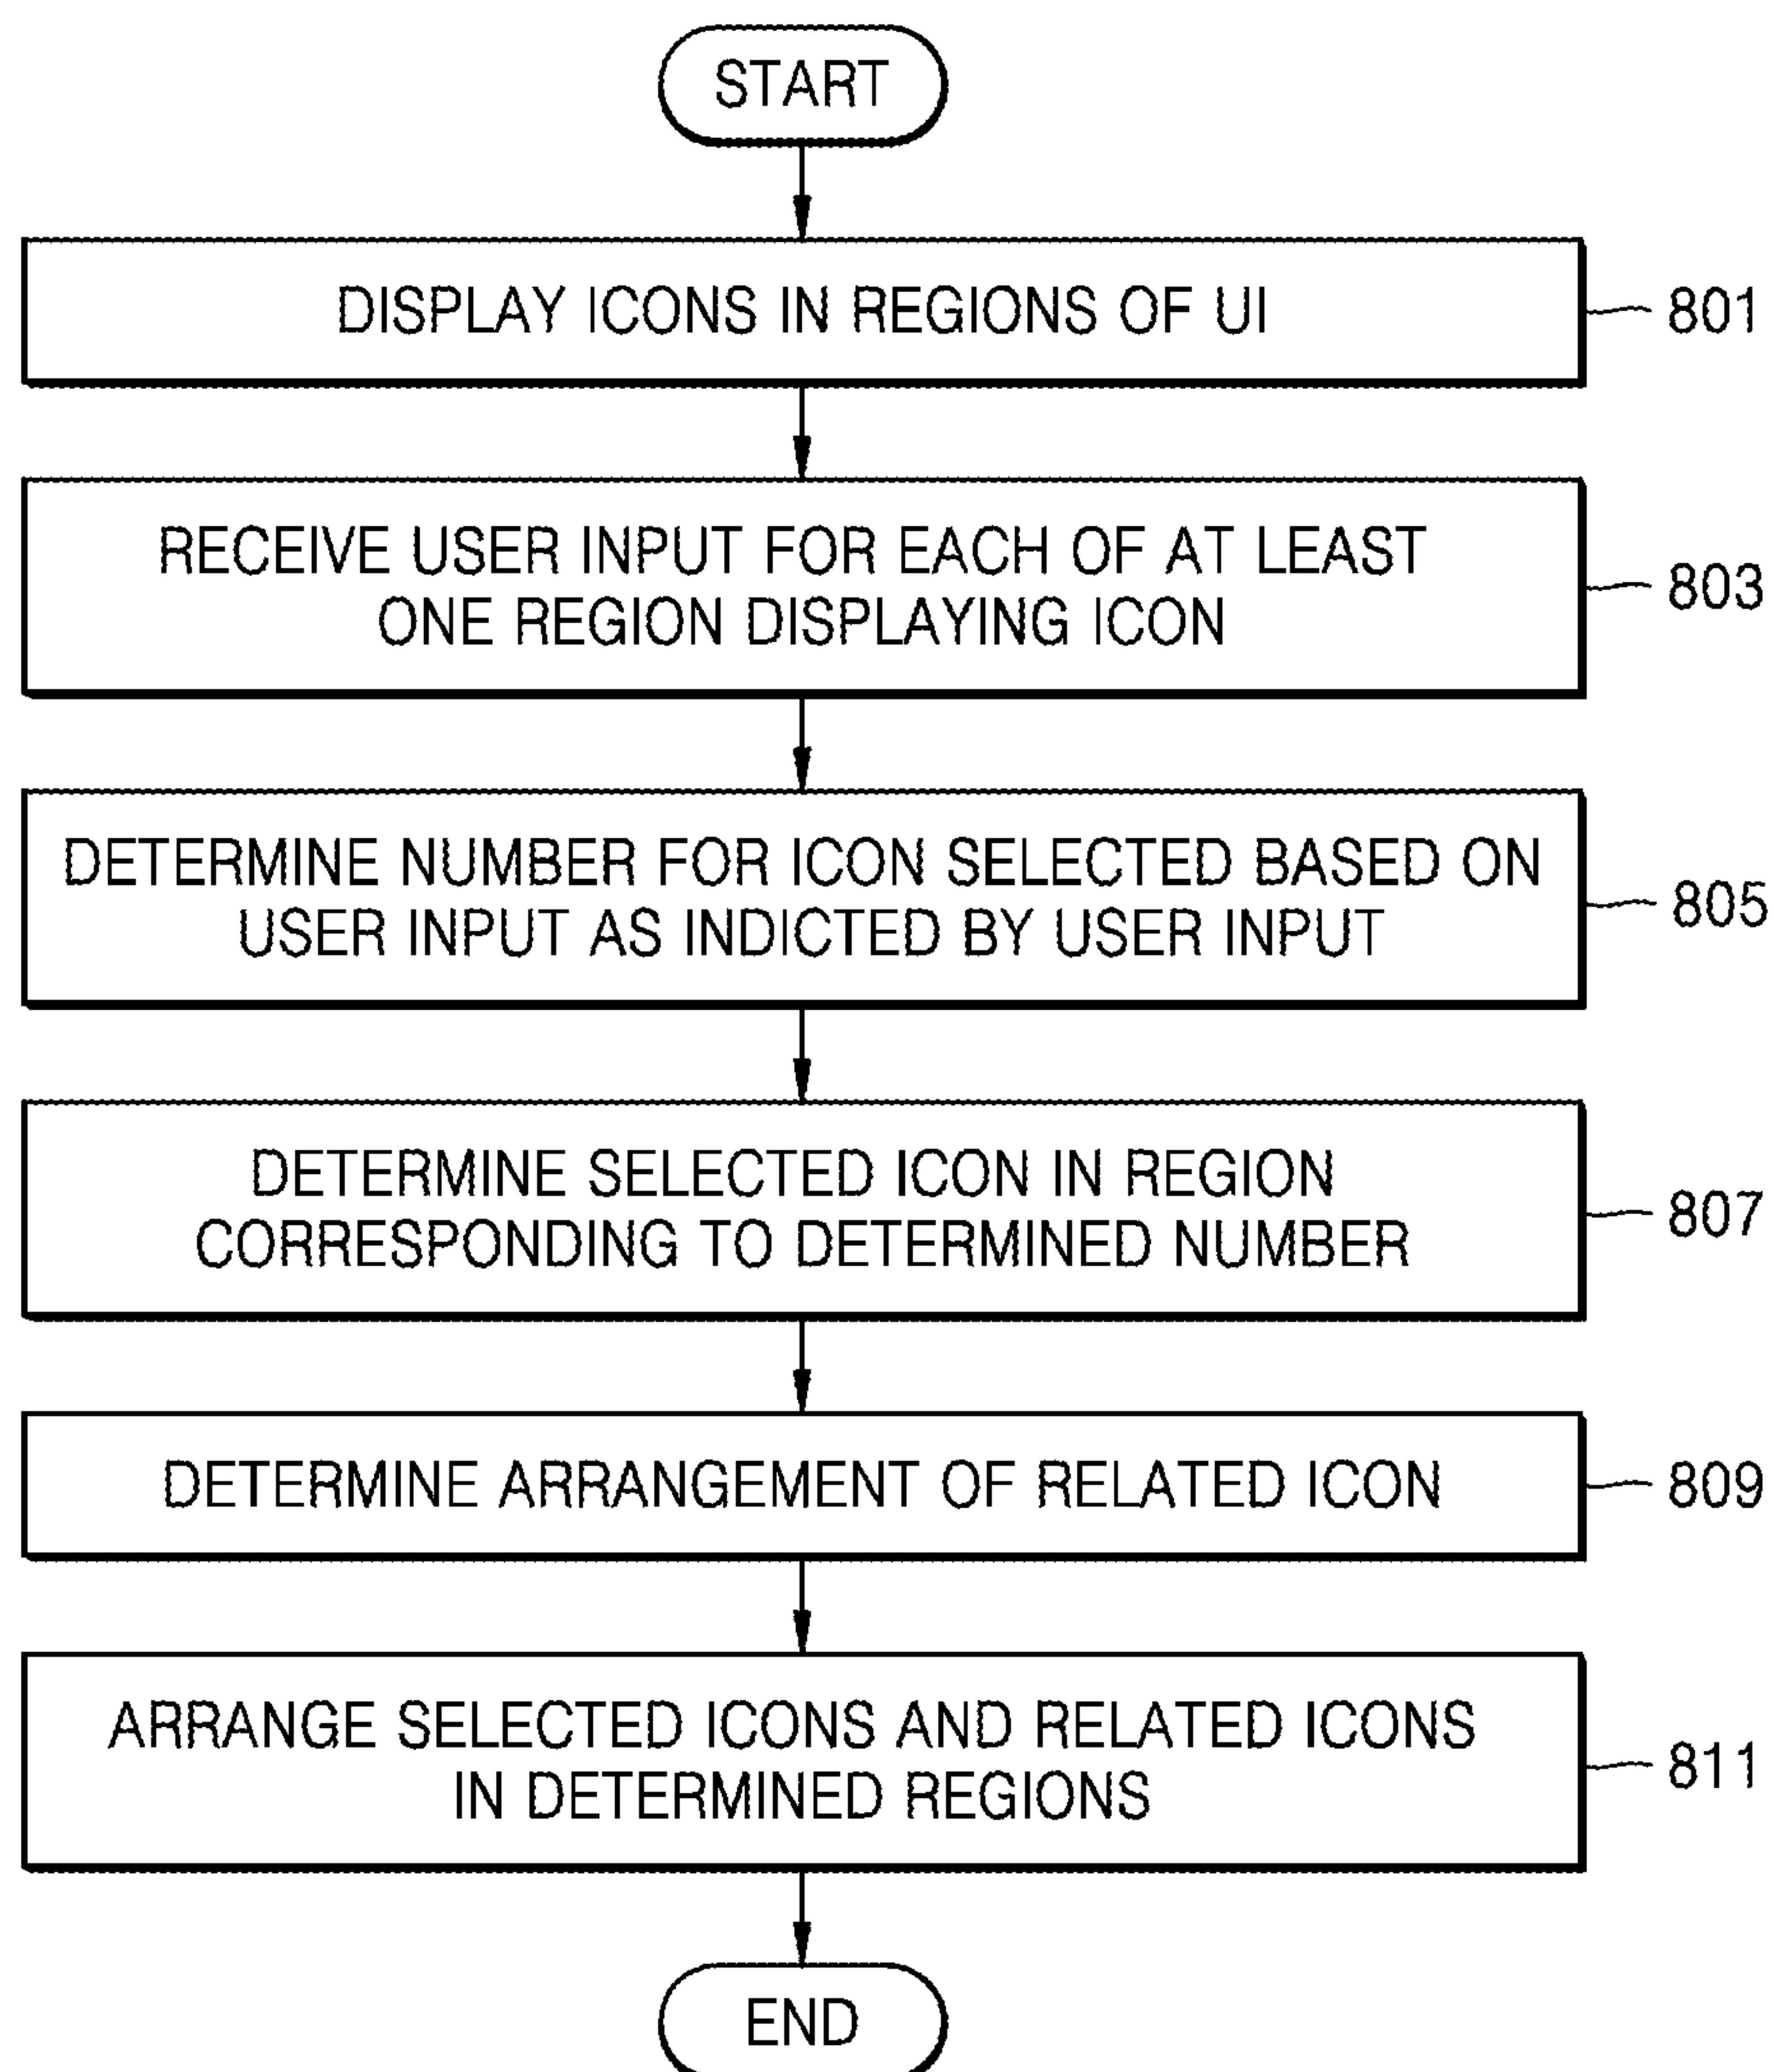 START
DISPLAY ICONS IN REGIONS OF UI
801
RECEIVE USER INPUT FOR EACH OF AT LEAST
ONE REGION DISPLAYING ICON
803
DETERMINE NUMBER FOR ICON SELECTED BASED ON
USER INPUT AS INDICTED BY USER INPUT
805
DETERMINE SELECTED ICON IN REGION
CORRESPONDING TO DETERMINED NUMBER
807
DETERMINE ARRANGEMENT OF RELATED ICON
809
ARRANGE SELECTED ICONS AND RELATED ICONS
IN DETERMINED REGIONS
811
END